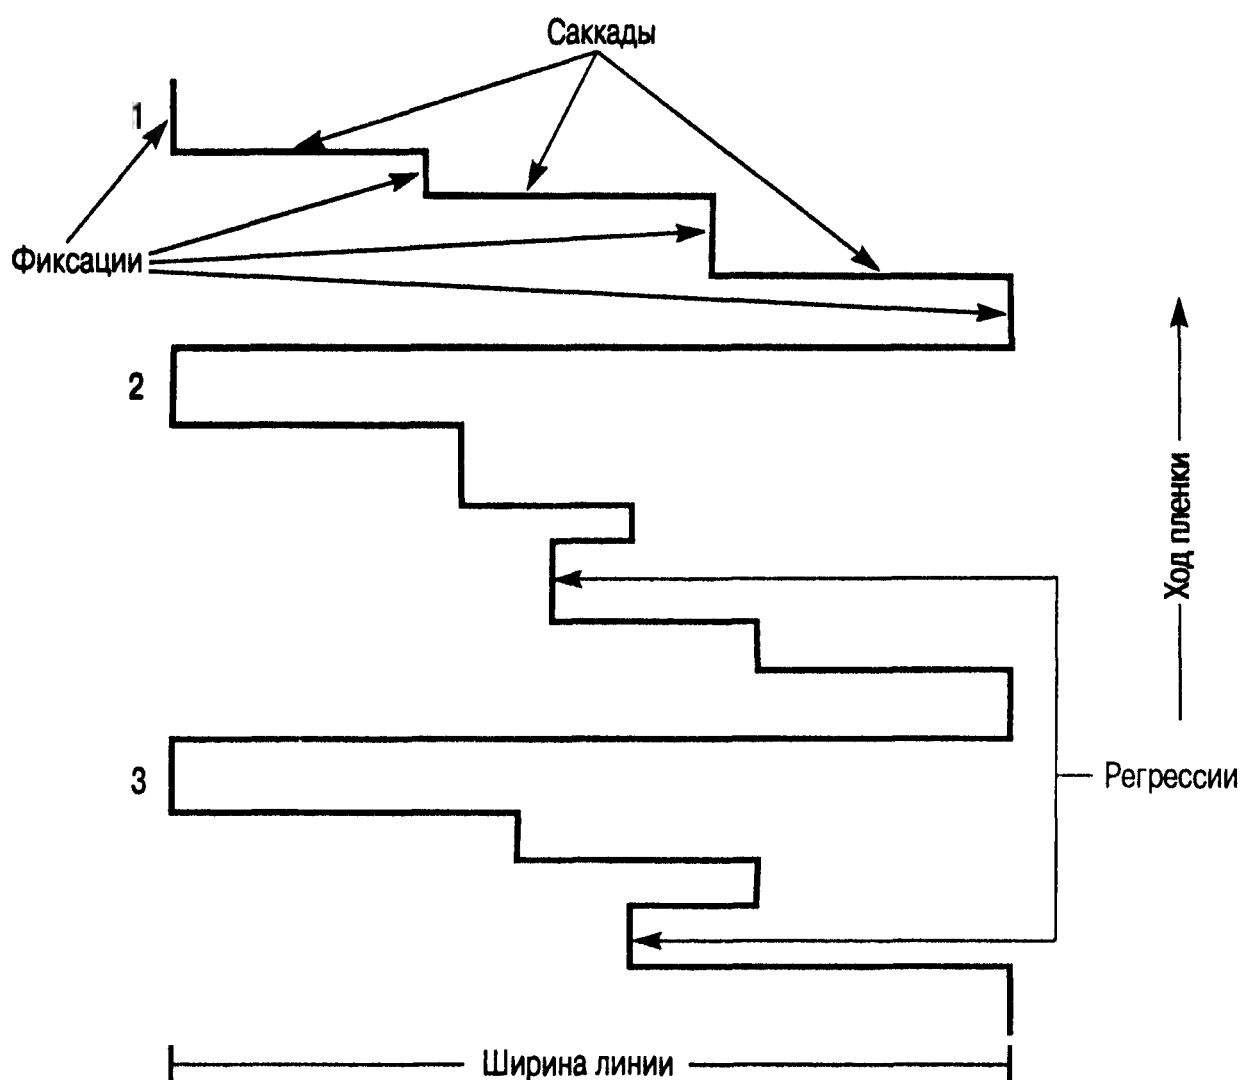 Саккады
1
Фиксации
2
Ход пленки
3
Регрессии
Ширина линии